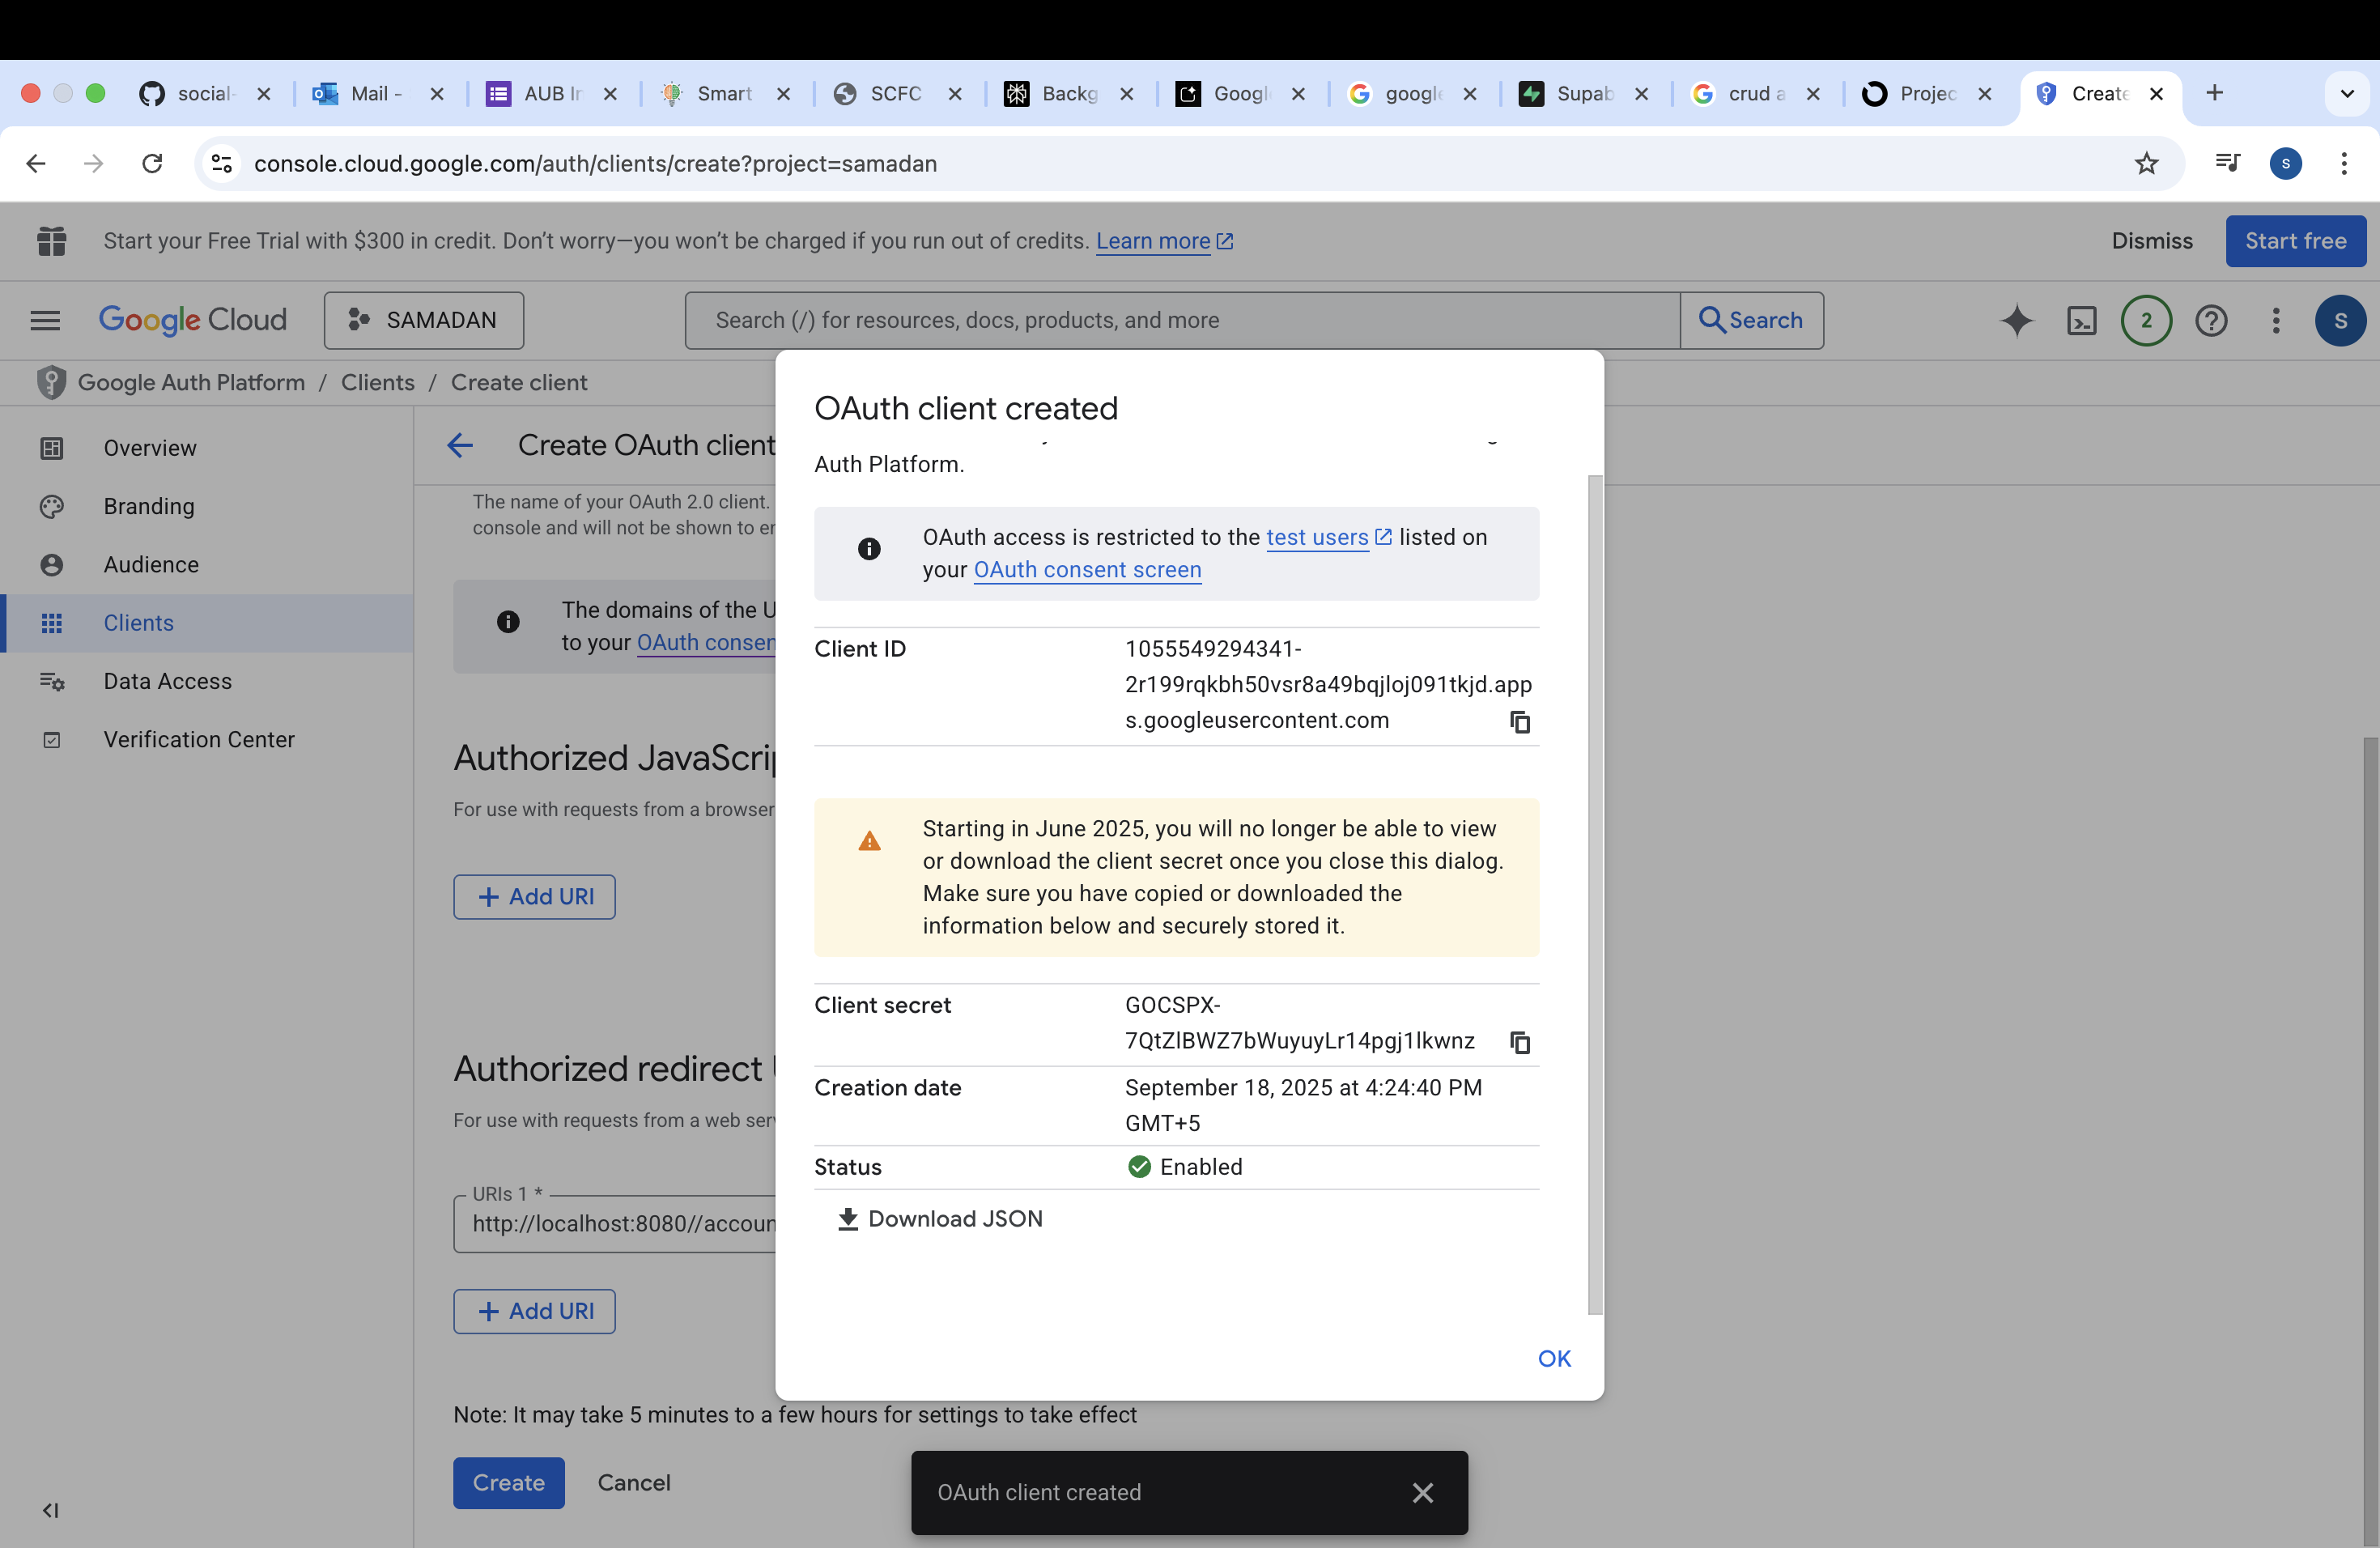 social-
Mail -
AUB In
Smart
SCFC
Backg
Googl
google
Supab
crud a
Projec
Create
console.cloud.google.com/auth/clients/create?project=samadan
S
Start your Free Trial with $300 in credit. Don't worry—you won't be charged if you run out of credits. Learn more
Dismiss
Start free
Google Cloud
SAMADAN
Search (/) for resources, docs, products, and more
Search
2
S
Google Auth Platform / Clients / Create client
Overview
Branding
Audience
Clients
Data Access
Verification Center
Create OAuth client
The name of your OAuth 2.0 client.
console and will not be shown to
The domains of the
to your OAuth consen
Authorized JavaScrip
For use with requests from a browser
+ Add URI
Authorized redirect
For use with requests from a web
URIs 1 *
http://localhost:8080//accoun
+ Add URI
Note: It may take 5 minutes to a few hours for settings to take effect
Create
Cancel
OAuth client created
Auth Platform.
OAuth access is restricted to the test users listed on
your OAuth consent screen
Client ID
1055549294341-
2r199rqkbh50vsr8a49bqjloj091tkjd.app
s.googleusercontent.com
Starting in June 2025, you will no longer be able to view
or download the client secret once you close this dialog.
Make sure you have copied or downloaded the
information below and securely stored it.
Client secret
GOCSPX-
7QtZlBWZ7bWuyuyLr14pgj1lkwnz
Creation date
September 18, 2025 at 4:24:40 PM
GMT+5
Status
Enabled
Download JSON
OK
OAuth client created